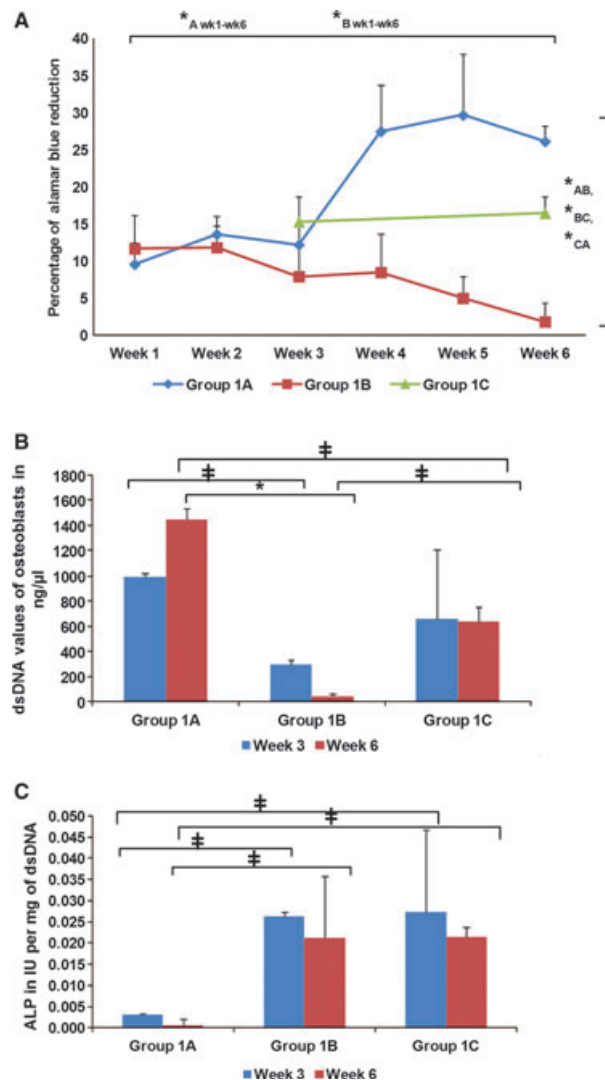 A
*A wk1-wk6 *B wk1-wk6
Percentage of alamar blue reduction
40
35
30
25
20
15
10
5
0
*AB,
*BC,
*CA
Week 1 Week 2 Week 3 Week 4 Week 5 Week 6
Group 1A Group 1B Group 1C
B
dsDNA values of osteoblasts in
ng/µl
1800
1600
1400
1200
1000
800
600
400
200
0
ǂ
ǂ
* ǂ
Group 1A Group 1B Group 1C
Week 3 Week 6
C
ALP in IU per mg of dsDNA
0.050
0.045
0.040
0.035
0.030
0.025
0.020
0.015
0.010
0.005
0.000
ǂ
ǂ
ǂ
ǂ
Group 1A Group 1B Group 1C
Week 3 Week 6